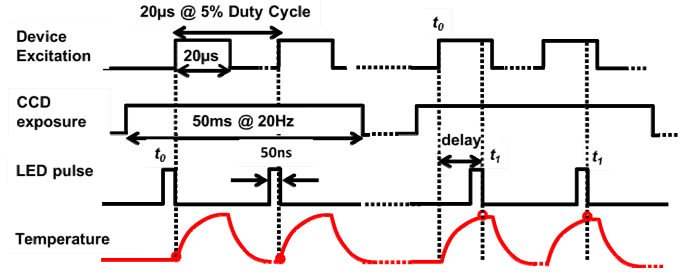 20µs @ 5% Duty Cycle
Device
Excitation
t0
20µs
CCD
exposure
50ms @ 20Hz
delay
LED pulse
t0
50ns
t1
t1
Temperature